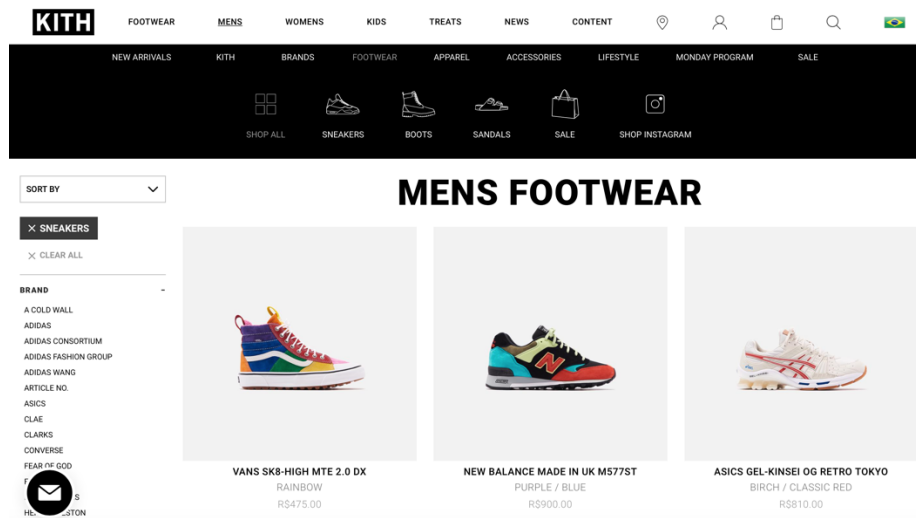 KITH FOOTWEAR MENS WOMENS KIDS TREATS NEWS CONTENT
NEW ARRIVALS KITH BRANDS FOOTWEAR APPAREL ACCESSORIES LIFESTYLE MONDAY PROGRAM SALE
SHOP ALL SNEAKERS BOOTS SANDALS SALE SHOP INSTAGRAM
SORT BY
MENS FOOTWEAR
SNEAKERS
CLEAR ALL
BRAND -
A COLD WALL
ADIDAS
ADIDAS CONSORTIUM
ADIDAS FASHION GROUP
ADIDAS WANG
ARTICLE NO.
ASICS
CLAE
CLARKS
CONVERSE
FEAR OF GOD
N
VANS SK8-HIGH MTE 2.0 DX
RAINBOW
R$475.00
NEW BALANCE MADE IN UK M577ST
PURPLE / BLUE
R$900.00
ASICS GEL-KINSEI OG RETRO TOKYO
BIRCH / CLASSIC RED
R$810.00